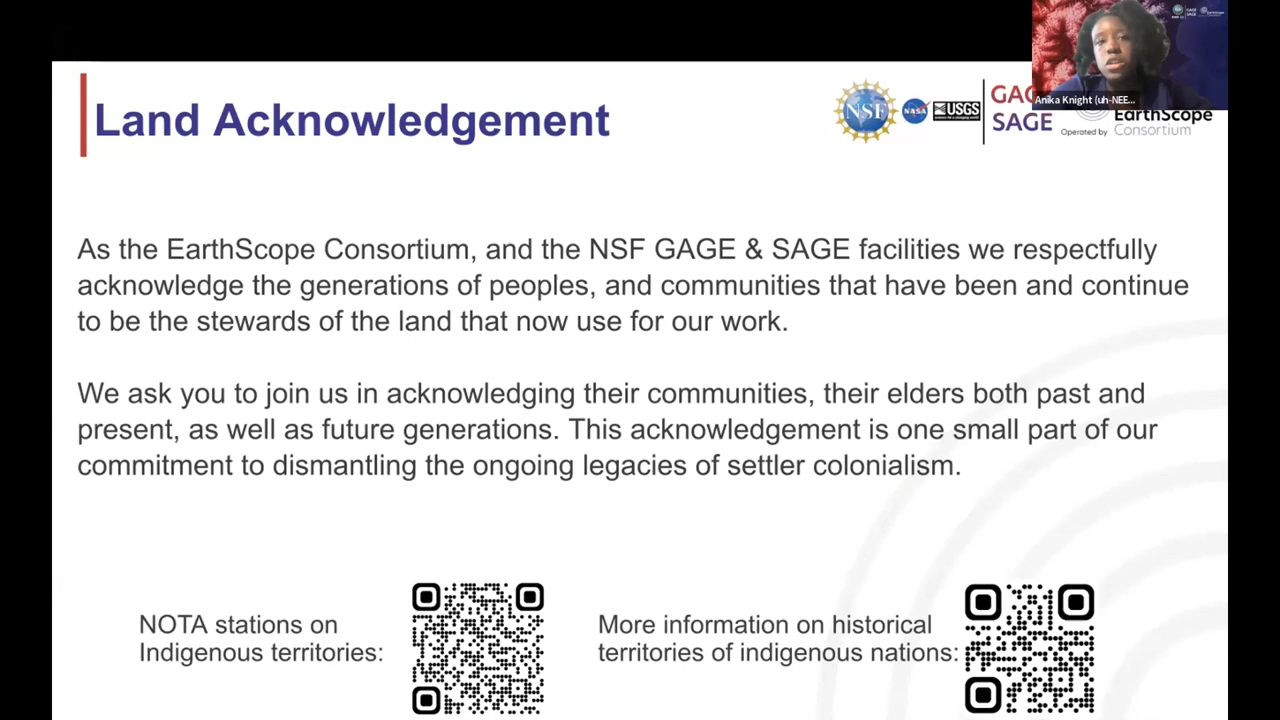 Land Acknowledgement
NSF
NASA
USGS
SAGE
Operated by
EarthScope
Consortium
Anika Knight (uh-NEE...
As the EarthScope Consortium, and the NSF GAGE & SAGE facilities we respectfully
acknowledge the generations of peoples, and communities that have been and continue
to be the stewards of the land that now use for our work.
We ask you to join us in acknowledging their communities, their elders both past and
present, as well as future generations. This acknowledgement is one small part of our
commitment to dismantling the ongoing legacies of settler colonialism.
NOTA stations on
Indigenous territories:
More information on historical
territories of indigenous nations: